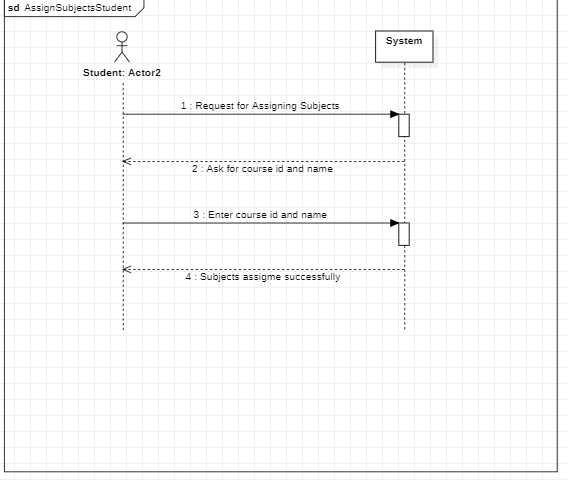 sd AssignSubjectsStudent
System
Student: Actor2
1 : Request for Assigning Subjects
2 : Ask for course id and name
3 : Enter course id and name
4 : Subjects assigme successfully